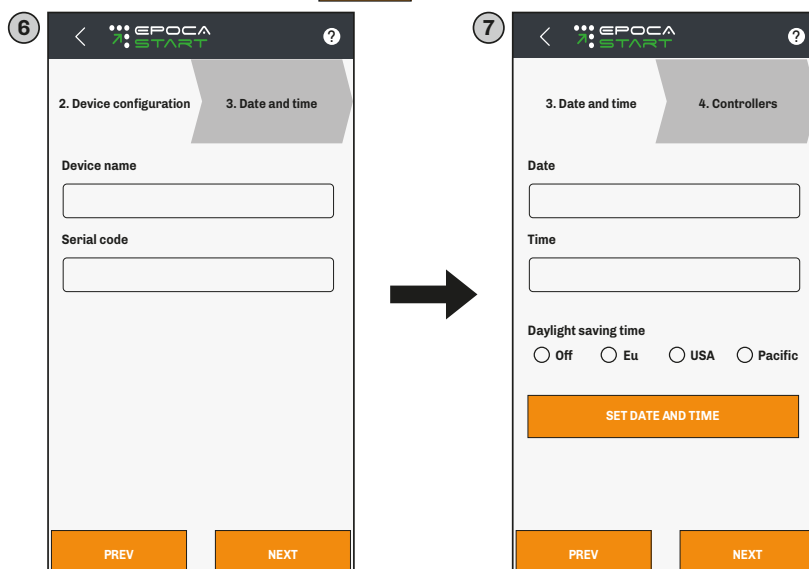 6
EPOCA
START
?
2. Device configuration
3. Date and time
Device name
Serial code
PREV
NEXT
7
EPOCA
START
?
3. Date and time
4. Controllers
Date
Time
Daylight saving time
Off
Eu
USA
Pacific
SET DATE AND TIME
PREV
NEXT